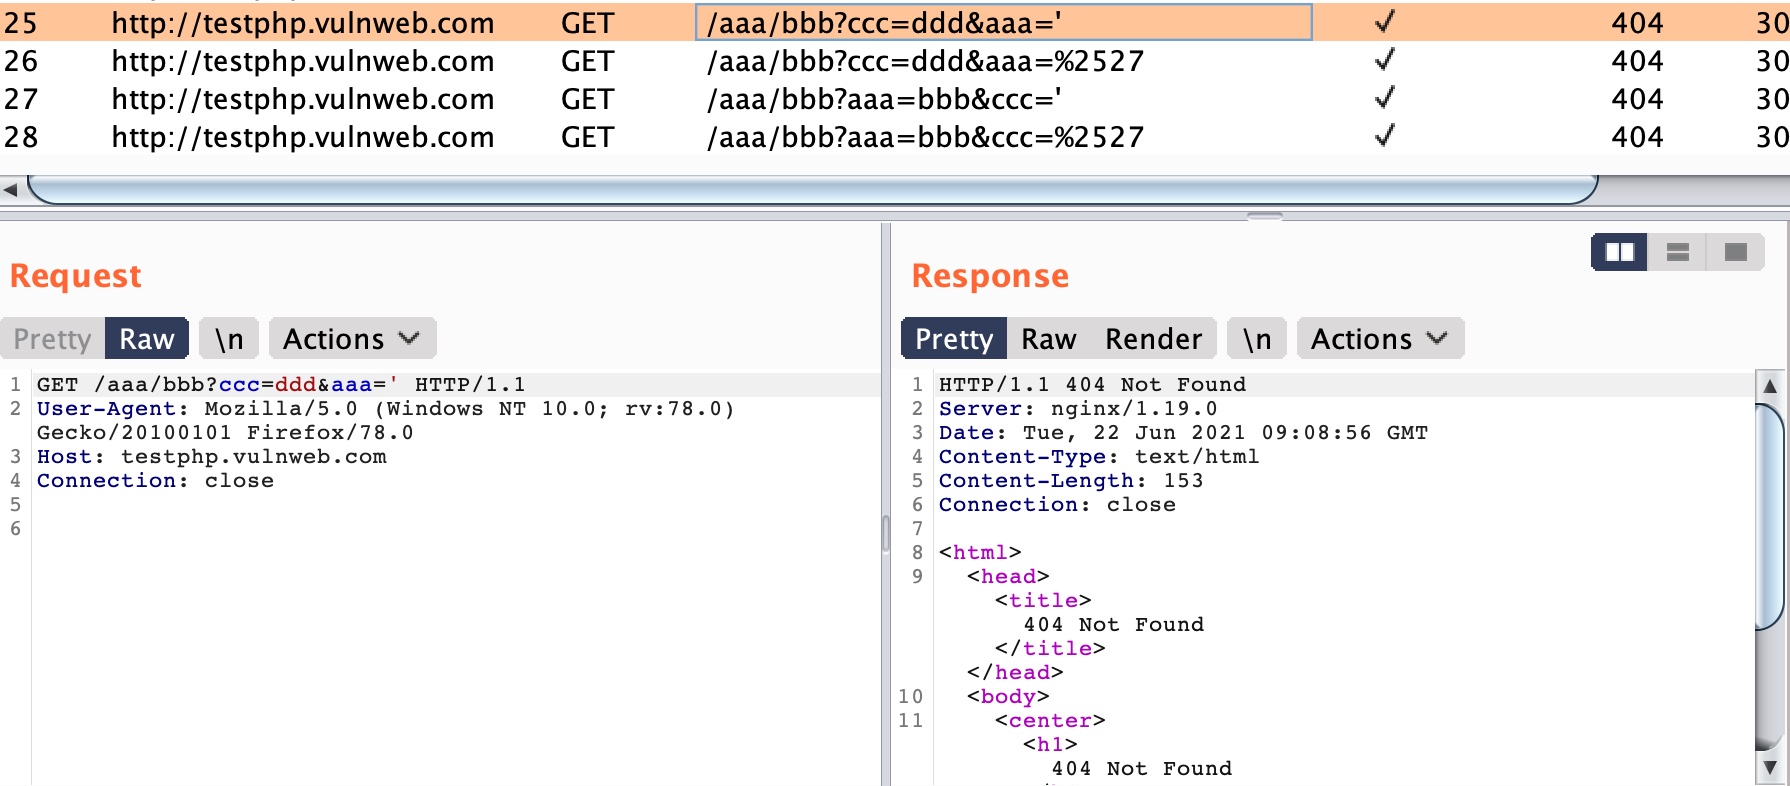 25 http://testphp.vulnweb.com GET /aaa/bbb?ccc=ddd&aaa=' ✓ 404 30
26 http://testphp.vulnweb.com GET /aaa/bbb?ccc=ddd&aaa=%2527 ✓ 404 30
27 http://testphp.vulnweb.com GET /aaa/bbb?aaa=bbb&ccc=' ✓ 404 30
28 http://testphp.vulnweb.com GET /aaa/bbb?aaa=bbb&ccc=%2527 ✓ 404 30
Request
Pretty Raw \n Actions
1 GET /aaa/bbb?ccc=ddd&aaa=' HTTP/1.1
2 User-Agent: Mozilla/5.0 (Windows NT 10.0; rv:78.0)
Gecko/20100101 Firefox/78.0
3 Host: testphp.vulnweb.com
4 Connection: close
5
6
Response
Pretty Raw Render \n Actions
1 HTTP/1.1 404 Not Found
2 Server: nginx/1.19.0
3 Date: Tue, 22 Jun 2021 09:08:56 GMT
4 Content-Type: text/html
5 Content-Length: 153
6 Connection: close
7
8 <html>
9 <head>
<title>
404 Not Found
</title>
</head>
10 <body>
11 <center>
<h1>
404 Not Found